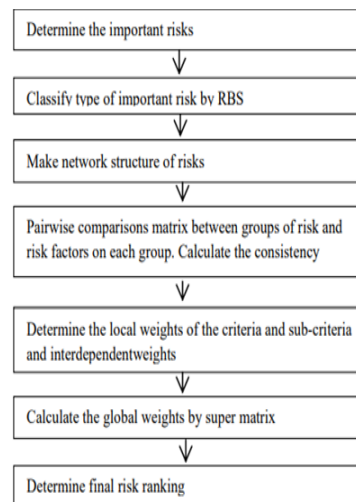 Determine the important risks
Classify type of important risk by RBS
Make network structure of risks
Pairwise comparisons matrix between groups of risk and
risk factors on each group. Calculate the consistency
Determine the local weights of the criteria and sub-criteria
and interdependentweights
Calculate the global weights by super matrix
Determine final risk ranking